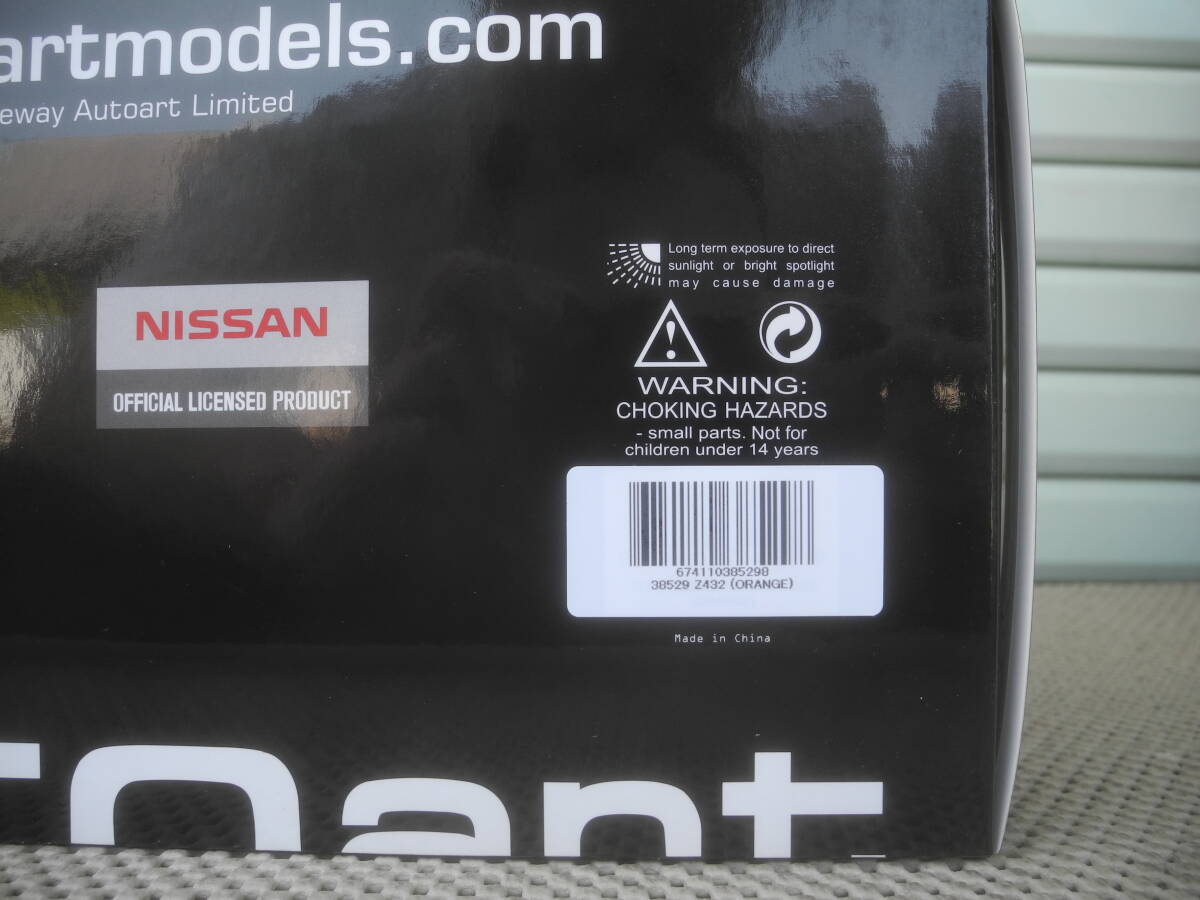 artmodels.com
eway Autoart Limited
NISSAN
OFFICIAL LICENSED PRODUCT
Long term exposure to direct
sunlight or bright spotlight
may cause damage
WARNING:
CHOKING HAZARDS
- small parts. Not for
children under 14 years
674110385298
38529 Z432 (ORANGE)
Made in China